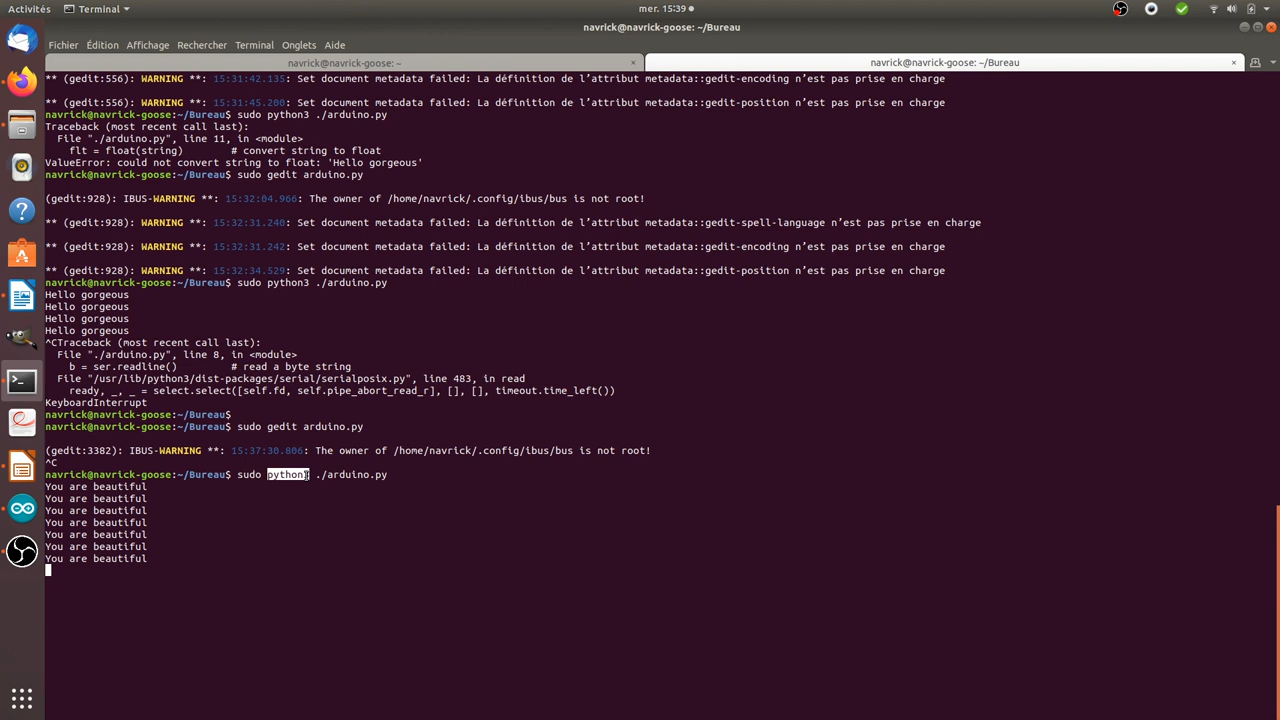 Activités
Terminal
mer. 15:39
navrick@navrick-goose: ~/Bureau
Fichier Édition Affichage Rechercher Terminal Onglets Aide
navrick@navrick-goose: ~
navrick@navrick-goose: ~/Bureau
** (gedit:556): WARNING **: 15:31:42.135: Set document metadata failed: La définition de l’attribut metadata::gedit-encoding n’est pas prise en charge
** (gedit:556): WARNING **: 15:31:45.200: Set document metadata failed: La définition de l’attribut metadata::gedit-position n’est pas prise en charge
navrick@navrick-goose:~/Bureau$ sudo python3 ./arduino.py
Traceback (most recent call last):
  File "./arduino.py", line 11, in <module>
    flt = float(string)        # convert string to float
ValueError: could not convert string to float: 'Hello gorgeous'
navrick@navrick-goose:~/Bureau$ sudo gedit arduino.py
(gedit:928): IBUS-WARNING **: 15:32:04.966: The owner of /home/navrick/.config/ibus/bus is not root!
** (gedit:928): WARNING **: 15:32:31.240: Set document metadata failed: La définition de l’attribut metadata::gedit-spell-language n’est pas prise en charge
** (gedit:928): WARNING **: 15:32:31.242: Set document metadata failed: La définition de l’attribut metadata::gedit-encoding n’est pas prise en charge
** (gedit:928): WARNING **: 15:32:34.529: Set document metadata failed: La définition de l’attribut metadata::gedit-position n’est pas prise en charge
navrick@navrick-goose:~/Bureau$ sudo python3 ./arduino.py
Hello gorgeous
Hello gorgeous
Hello gorgeous
Hello gorgeous
^CTraceback (most recent call last):
  File "./arduino.py", line 8, in <module>
    b = ser.readline()         # read a byte string
  File "/usr/lib/python3/dist-packages/serial/serialposix.py", line 483, in read
    ready, _, _ = select.select([self.fd, self.pipe_abort_read_r], [], [], timeout.time_left())
KeyboardInterrupt
navrick@navrick-goose:~/Bureau$
navrick@navrick-goose:~/Bureau$ sudo gedit arduino.py
(gedit:3382): IBUS-WARNING **: 15:37:30.806: The owner of /home/navrick/.config/ibus/bus is not root!
^C
navrick@navrick-goose:~/Bureau$ sudo python3 ./arduino.py
You are beautiful
You are beautiful
You are beautiful
You are beautiful
You are beautiful
You are beautiful
You are beautiful